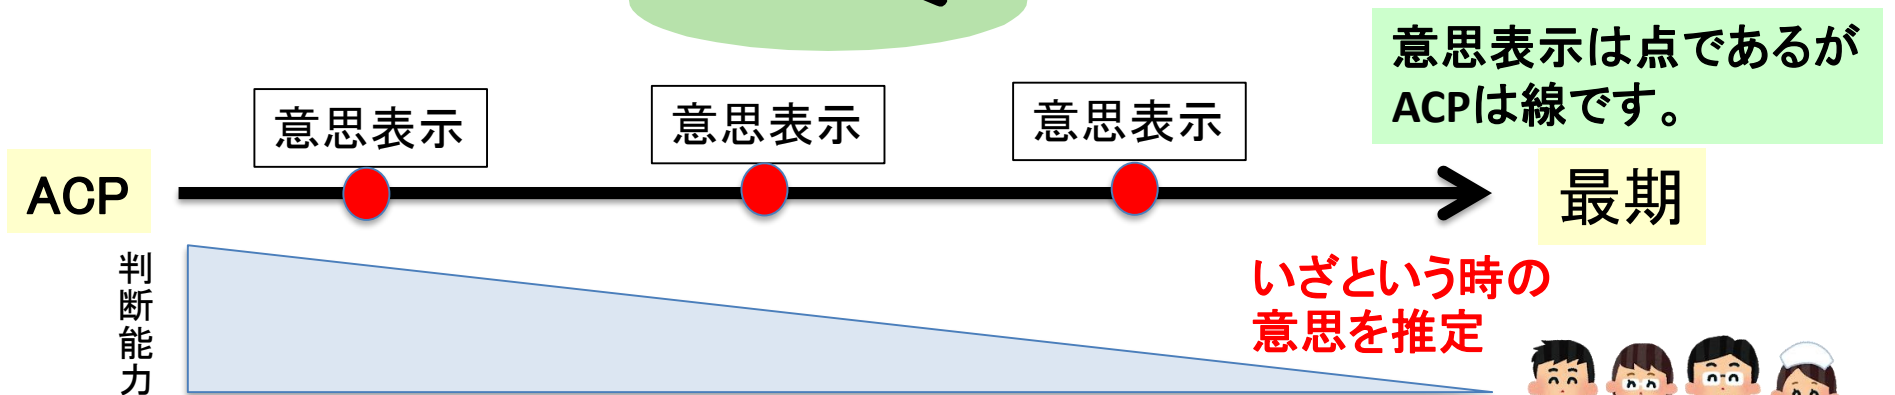 意思表示は点であるが
ACPは線です。
意思表示
意思表示
意思表示
ACP
最期
判断能力
いざという時の
意思を推定